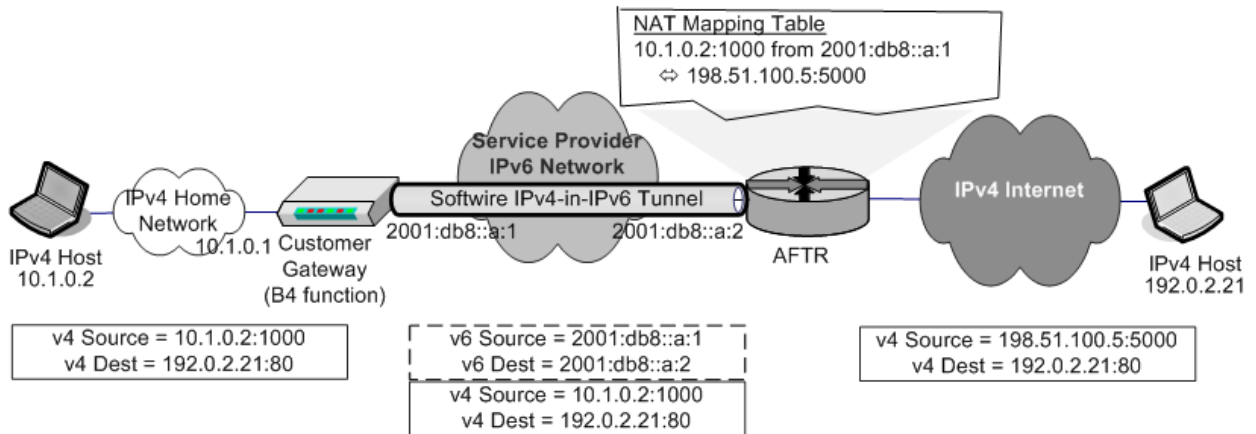 NAT Mapping Table
10.1.0.2:1000 from 2001:db8::a:1
⇔ 198.51.100.5:5000
Service Provider
IPv6 Network
IPv4 Home
Network
Softwire IPv4-in-IPv6 Tunnel
IPv4 Internet
10.1.0.1
2001:db8::a:1
2001:db8::a:2
IPv4 Host
10.1.0.2
Customer
Gateway
(B4 function)
AFTR
IPv4 Host
192.0.2.21
v4 Source = 10.1.0.2:1000
v4 Dest = 192.0.2.21:80
v6 Source = 2001:db8::a:1
v6 Dest = 2001:db8::a:2
v4 Source = 10.1.0.2:1000
v4 Dest = 192.0.2.21:80
v4 Source = 198.51.100.5:5000
v4 Dest = 192.0.2.21:80